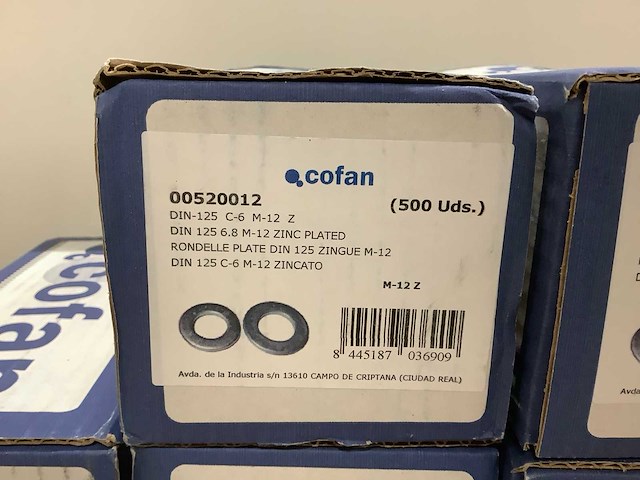 cofan
00520012
(500 Uds.)
DIN-125 C-6 M-12 Z
DIN 125 6.8 M-12 ZINC PLATED
RONDELLE PLATE DIN 125 ZINGUE M-12
DIN 125 C-6 M-12 ZINCATO
M-12 Z
8 445187 036909
Avda. de la Industria s/n 13610 CAMPO DE CRIPTANA (CIUDAD REAL)
cofan